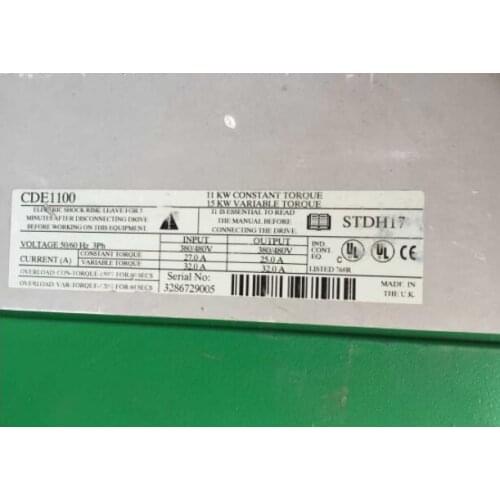 CDE1100
11 KW CONSTANT TORQUE
15 KW VARIABLE TORQUE
ELECTRIC SHOCK RISK-LEAVE FOR 7
MINUTES AFTER DISCONNECTING DRIVE
BEFORE WORKING ON THIS EQUIPMENT
IT IS ESSENTIAL TO READ
THE MANUAL BEFORE
CONNECTING THE DRIVE.
STDH17
INPUT OUTPUT
VOLTAGE 50/60 Hz 3Ph 380/480V 380/480V
CURRENT (A) CONSTANT TORQUE 27.0 A 25.0 A
VARIABLE TORQUE 32.0 A 32.0 A
IND.
CONT.
EQ.
C UL UL
LISTED 768R
OVERLOAD CON-TORQUE FOR 60 SECS
OVERLOAD VAR-TORQUE FOR 60 SECS
Serial No:
3286729005
MADE IN
THE U.K.